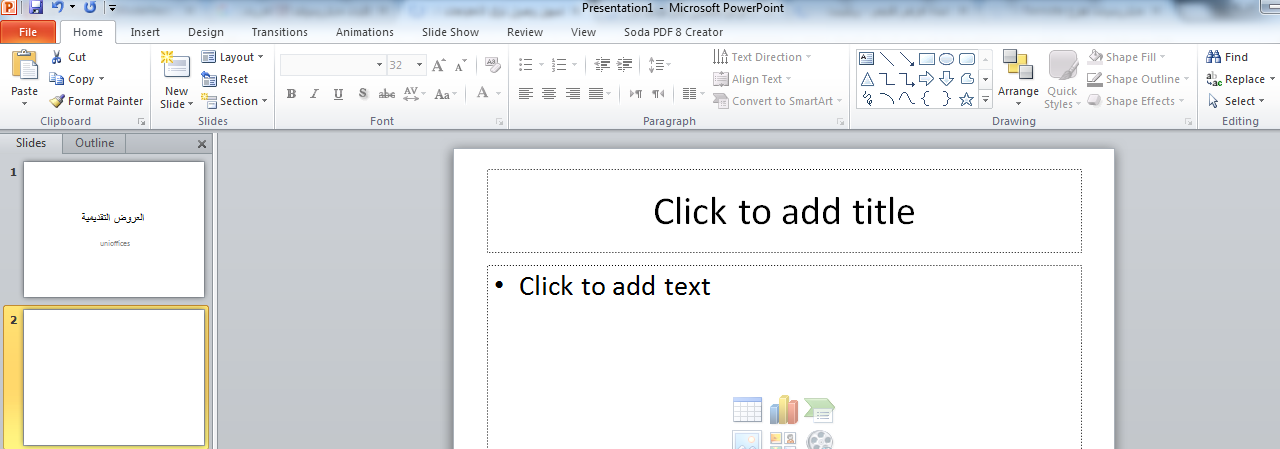 Presentation1 - Microsoft PowerPoint
File Home Insert Design Transitions Animations Slide Show Review View Soda PDF 8 Creator
Paste
Cut
Copy
Format Painter
Clipboard
New Slide
Layout
Reset
Section
Slides
32
B I U S abc AV Aa A
Font
Text Direction
Align Text
Convert to SmartArt
Paragraph
Arrange
Quick Styles
Shape Fill
Shape Outline
Shape Effects
Drawing
Find
Replace
Select
Editing
Slides Outline
1
العروض التقديمية
unioffices
2
Click to add title
• Click to add text